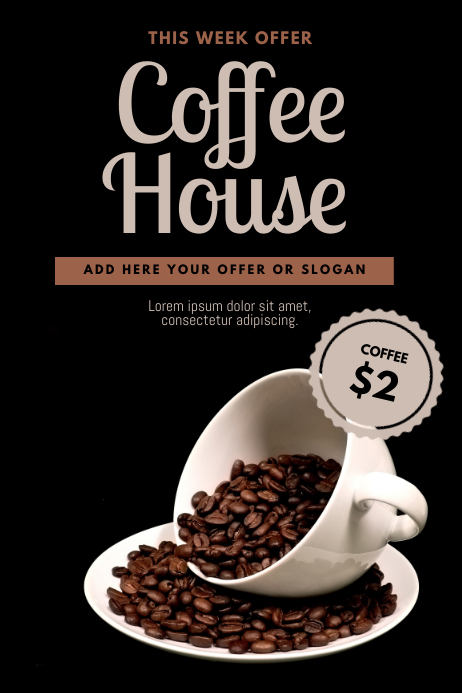 THIS WEEK OFFER
Coffee
House
ADD HERE YOUR OFFER OR SLOGAN
Lorem ipsum dolor sit amet,
consectetur adipiscing.
COFFEE
$2